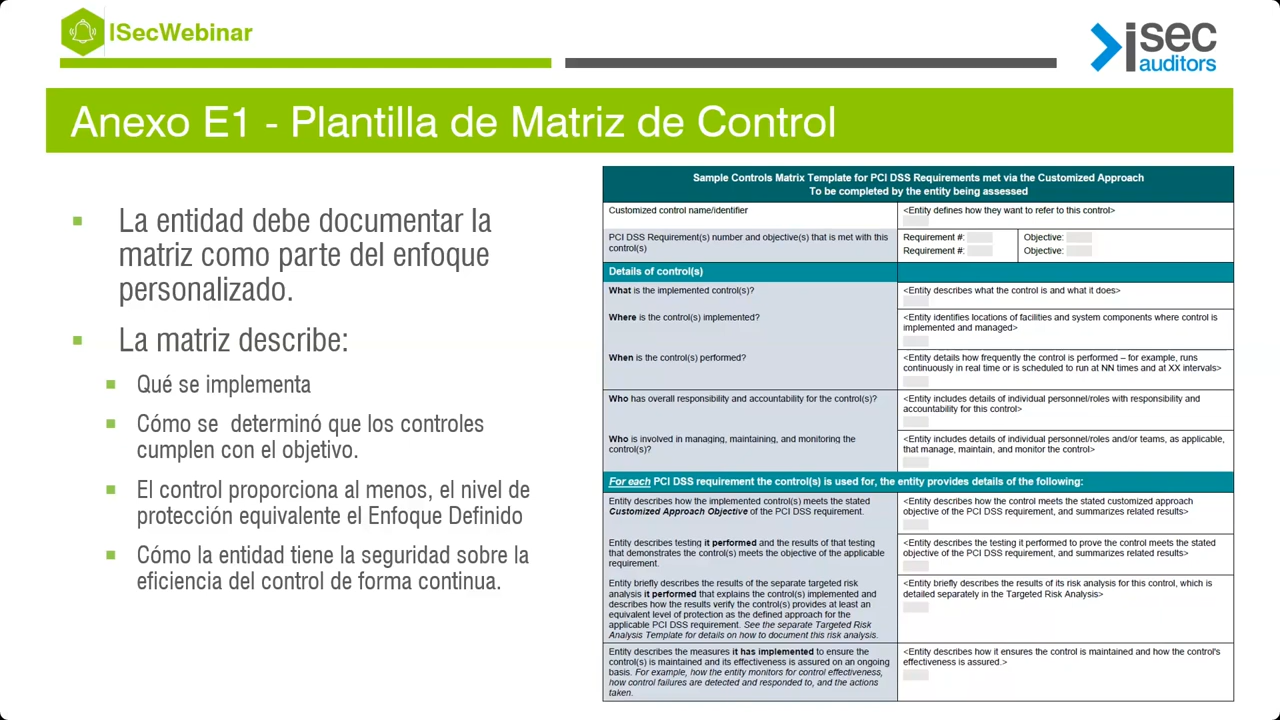 ISecWebinar
isec
auditors
Anexo E1 - Plantilla de Matriz de Control
La entidad debe documentar la
matriz como parte del enfoque
personalizado.
La matriz describe:
Qué se implementa
Cómo se determinó que los controles
cumplen con el objetivo.
El control proporciona al menos, el nivel de
protección equivalente el Enfoque Definido
Cómo la entidad tiene la seguridad sobre la
eficiencia del control de forma continua.
Sample Controls Matrix Template for PCI DSS Requirements met via the Customized Approach
To be completed by the entity being assessed
Customized control name/identifier
<Entity defines how they want to refer to this control>
PCI DSS Requirement(s) number and objective(s) that is met with this
control(s)
Requirement #:
Objective:
Requirement #:
Objective:
Details of control(s)
What is the implemented control(s)?
<Entity describes what the control is and what it does>
Where is the control(s) implemented?
<Entity identifies locations of facilities and system components where control is
implemented and managed>
When is the control(s) performed?
<Entity details how frequently the control is performed – for example, runs
continuously in real time or is scheduled to run at NN times and at XX intervals>
Who has overall responsibility and accountability for the control(s)?
<Entity includes details of individual personnel/roles with responsibility and
accountability for this control>
Who is involved in managing, maintaining, and monitoring the
control(s)?
<Entity includes details of individual personnel/roles and/or teams, as applicable,
that manage, maintain, and monitor the control>
For each PCI DSS requirement the control(s) is used for, the entity provides details of the following:
Entity describes how the implemented control(s) meets the stated
Customized Approach Objective of the PCI DSS requirement.
<Entity describes how the control meets the stated customized approach
objective of the PCI DSS requirement, and summarizes related results>
Entity describes testing it performed and the results of that testing
that demonstrates the control(s) meets the objective of the applicable
requirement.
<Entity describes the testing it performed to prove the control meets the stated
objective of the PCI DSS requirement, and summarizes related results>
Entity briefly describes the results of the separate targeted risk
analysis it performed that explains the control(s) implemented and
describes how the results verify the control(s) provides at least an
equivalent level of protection as the defined approach for the
applicable PCI DSS requirement. See the separate Targeted Risk
Analysis Template for details on how to document this risk analysis.
<Entity briefly describes the results of its risk analysis for this control, which is
detailed separately in the Targeted Risk Analysis>
Entity describes the measures it has implemented to ensure the
control(s) is maintained and its effectiveness is assured on an ongoing
basis. For example, how the entity monitors for control effectiveness,
how control failures are detected and responded to, and the actions
taken.
<Entity describes how it ensures the control is maintained and how the control's
effectiveness is assured.>